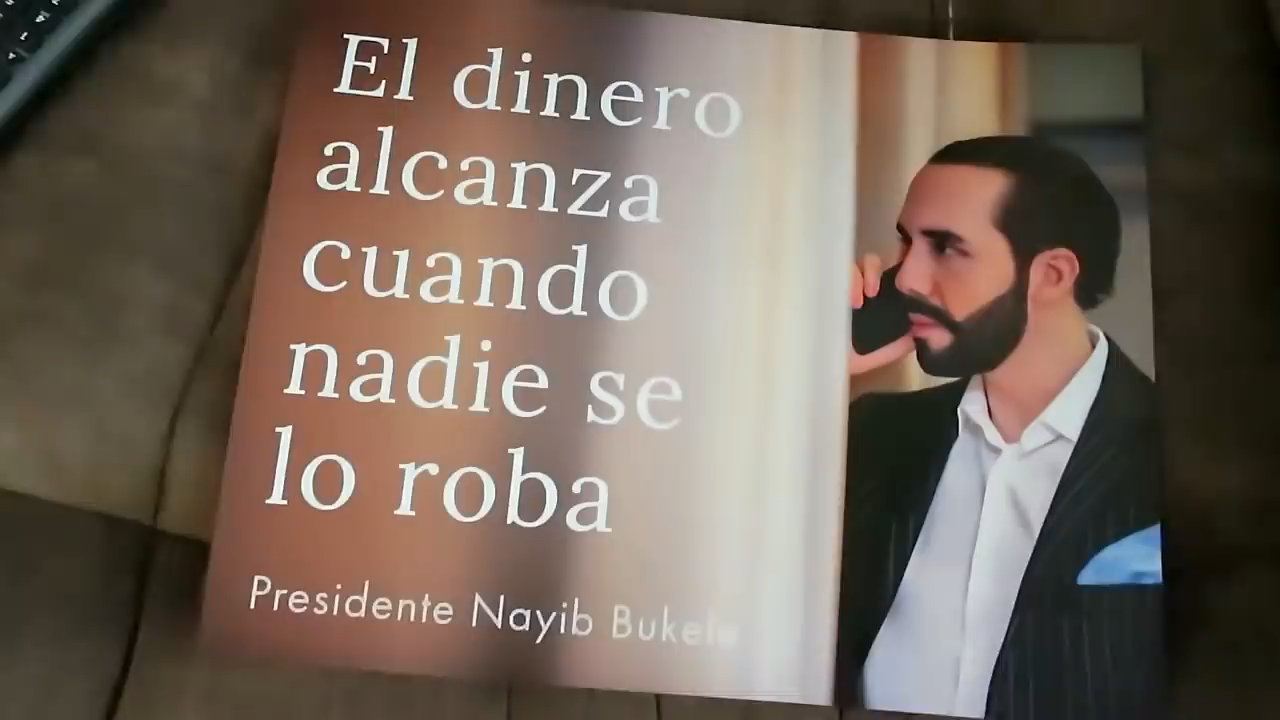 El dinero
alcanza
cuando
nadie se
lo roba
Presidente Nayib Bukele